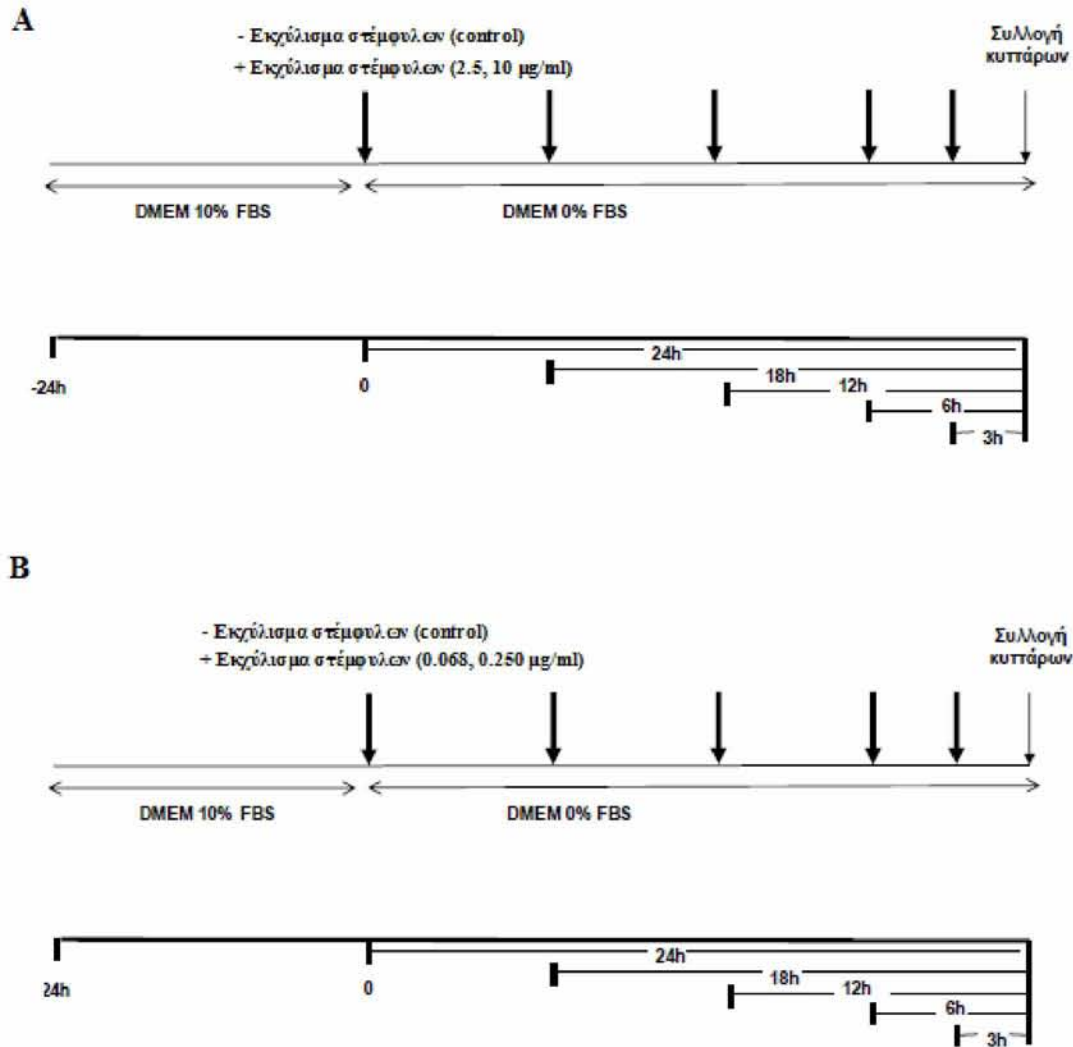 A
- Εκχύλισμα στέμφυλων (control)
+ Εκχύλισμα στέμφυλων (2.5, 10 μg/ml)
Συλλογή
κυττάρων
DMEM 10% FBS
DMEM 0% FBS
-24h
0
24h
18h
12h
6h
3h
B
- Εκχύλισμα στέμφυλων (control)
+ Εκχύλισμα στέμφυλων (0.068, 0.250 μg/ml)
Συλλογή
κυττάρων
DMEM 10% FBS
DMEM 0% FBS
24h
0
24h
18h
12h
6h
3h